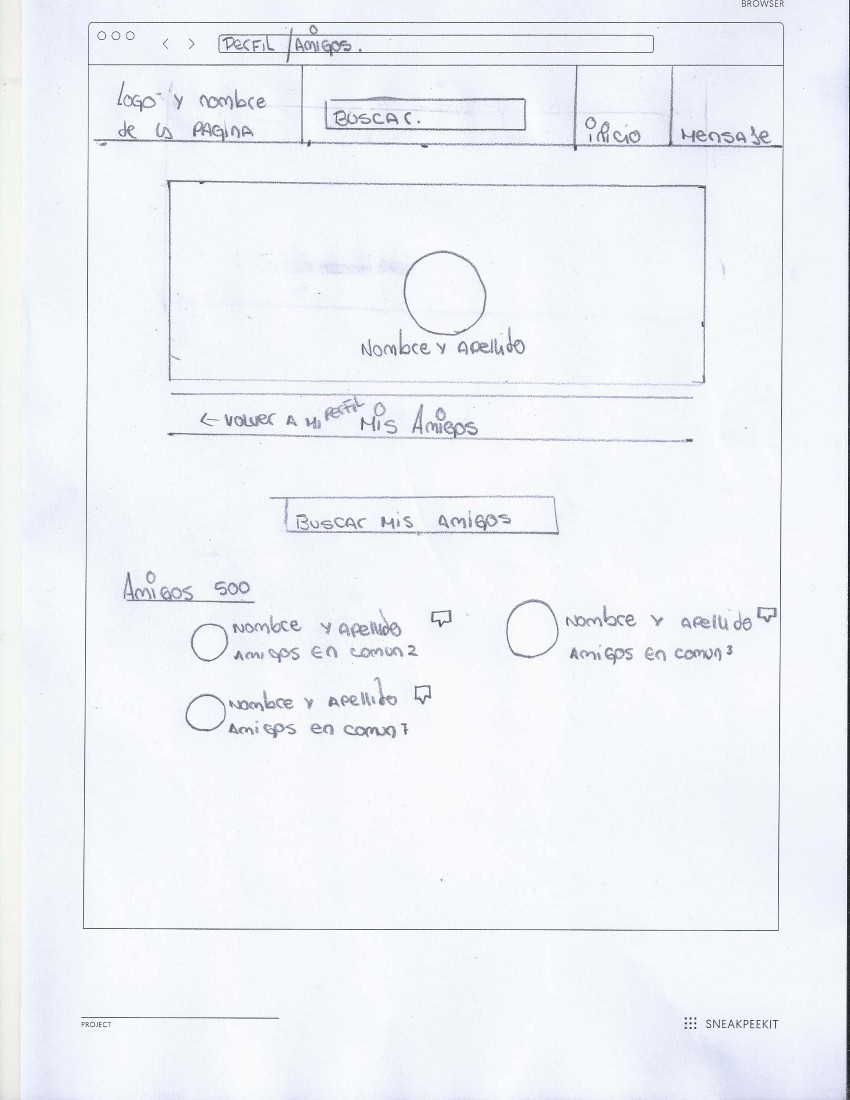 BROWSER
PERFIL / AMIGOS.
Logo y nombre
de la PAGINA
BUSCAR.
iNicio
MENSAJE
Nombre y Apellido
← VOLVER A Mi PERFIL
Mis Amigos
BUSCAR Mis Amigos
Amigos 500
Nombre y Apellido
Amigos en comun 2
Nombre y Apellido
Amigos en comun 3
Nombre y Apellido
Amigos en comun 7
PROJECT
SNEAKPEEKIT